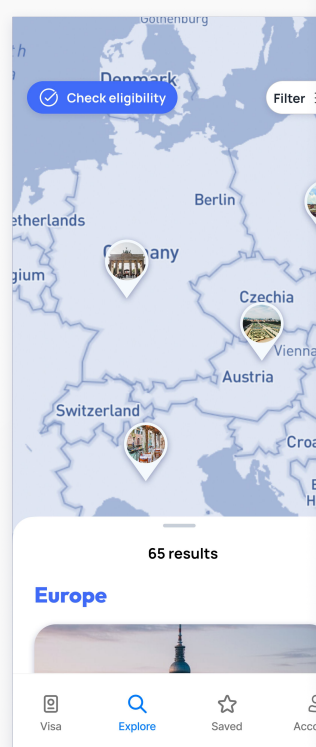 Gothenburg
Denmark
Check eligibility
Filter
Berlin
etherlands
any
gium
Czechia
Vienna
Austria
Switzerland
Croa
65 results
Europe
Visa
Explore
Saved
Acco